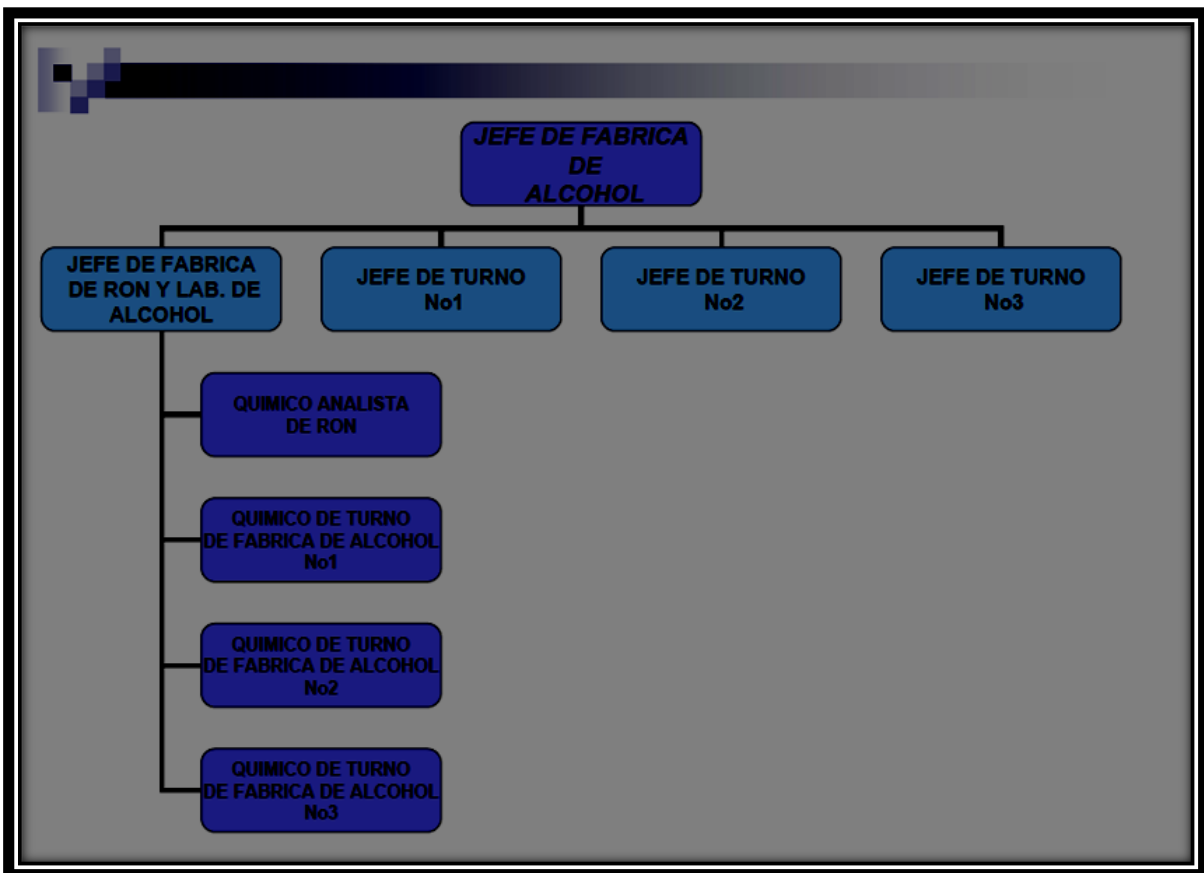 JEFE DE FABRICA
DE
ALCOHOL
JEFE DE FABRICA
DE RON Y LAB. DE
ALCOHOL
JEFE DE TURNO
No1
JEFE DE TURNO
No2
JEFE DE TURNO
No3
QUIMICO ANALISTA
DE RON
QUIMICO DE TURNO
DE FABRICA DE ALCOHOL
No1
QUIMICO DE TURNO
DE FABRICA DE ALCOHOL
No2
QUIMICO DE TURNO
DE FABRICA DE ALCOHOL
No3